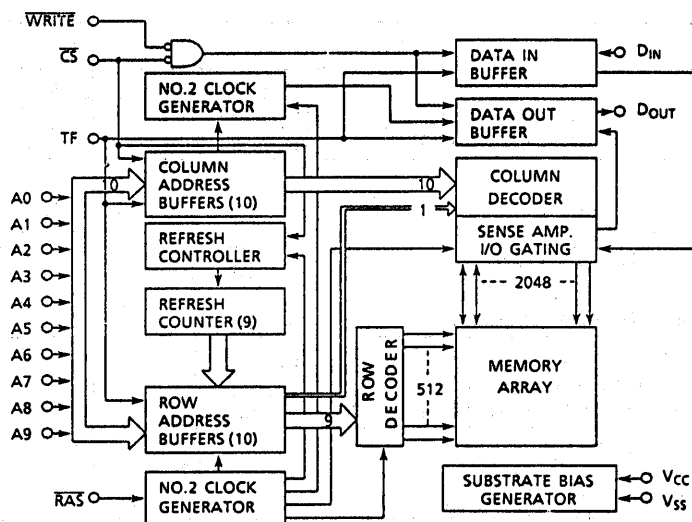 WRITE
CS
NO.2 CLOCK
GENERATOR
DATA IN
BUFFER
DIN
DATA OUT
BUFFER
DOUT
TF
COLUMN
ADDRESS
BUFFERS (10)
10
10
COLUMN
DECODER
1
SENSE AMP.
I/O GATING
A0
A1
A2
A3
A4
A5
A6
A7
A8
A9
REFRESH
CONTROLLER
REFRESH
COUNTER (9)
2048
ROW
ADDRESS
BUFFERS (10)
9
ROW
DECODER
512
MEMORY
ARRAY
RAS
NO.2 CLOCK
GENERATOR
SUBSTRATE BIAS
GENERATOR
VCC
VSS